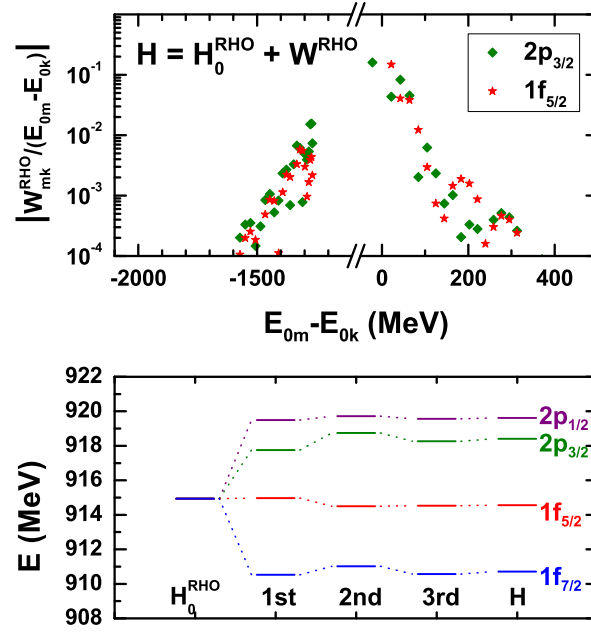 |W_mk^RHO/(E_0m-E_0k)|
10^-1
10^-2
10^-3
10^-4
H = H_0^RHO + W^RHO
2p_3/2
1f_5/2
-2000 -1500 0 200 400
E_0m-E_0k (MeV)
E (MeV)
922
920
918
916
914
912
910
908
2p_1/2
2p_3/2
1f_5/2
1f_7/2
H_0^RHO 1st 2nd 3rd H